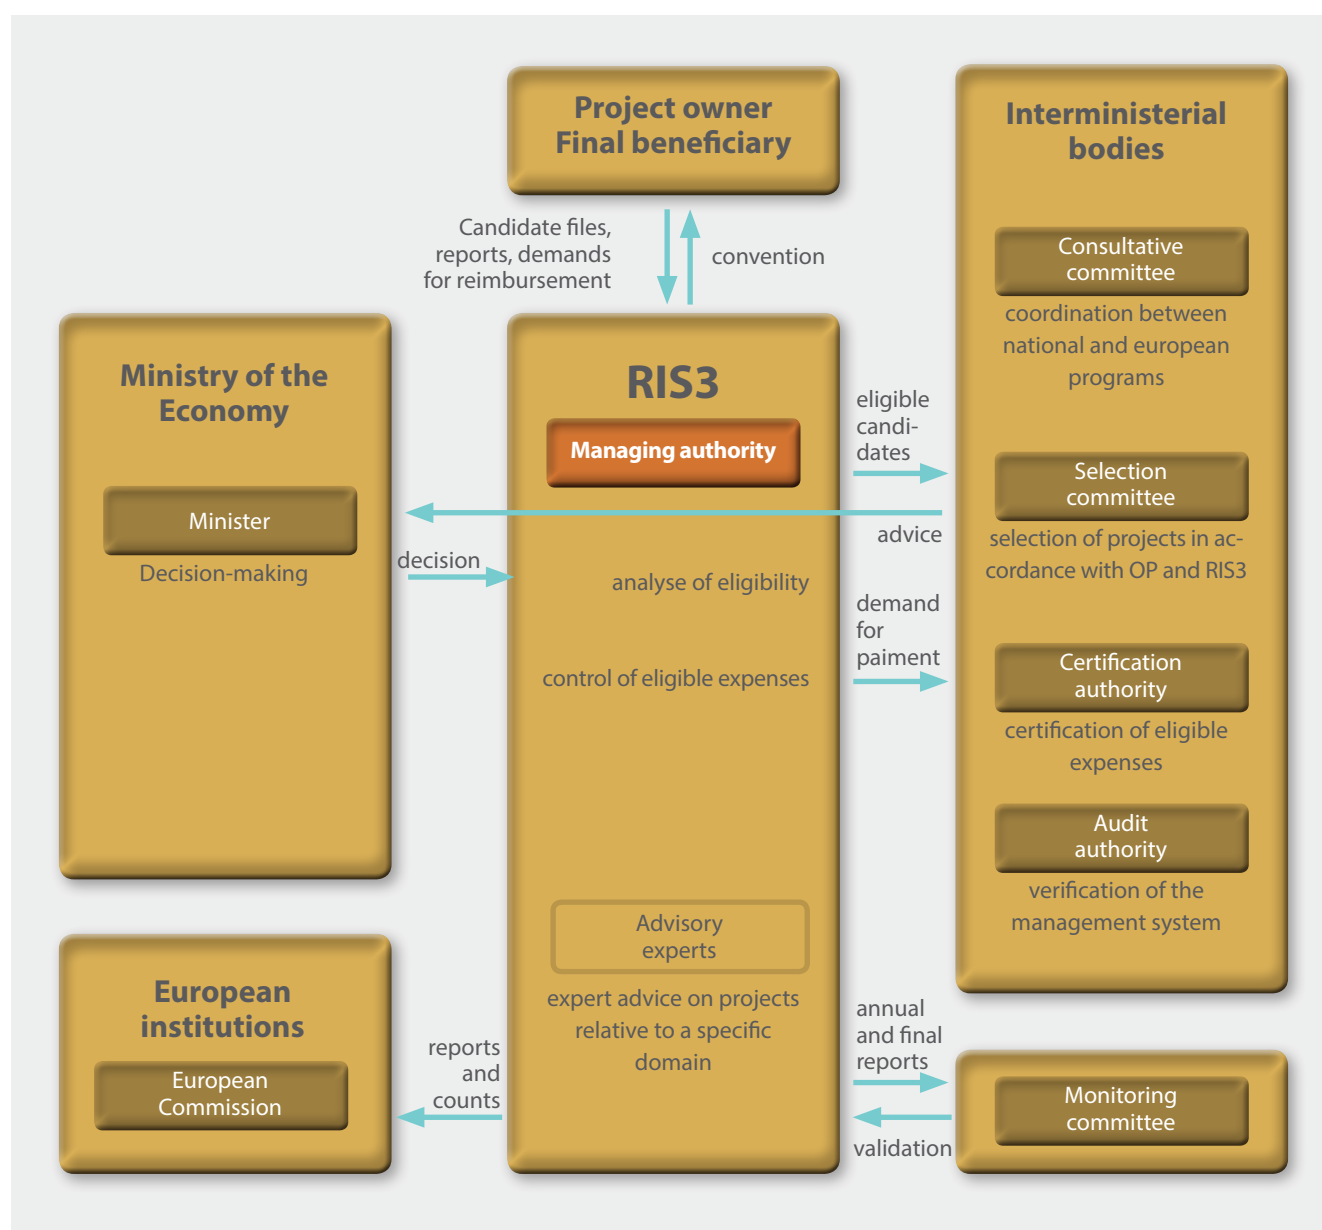 Project owner
Final beneficiary
Candidate files,
reports, demands
for reimbursement
convention
Ministry of the
Economy
Minister
Decision-making
decision
RIS3
Managing authority
analyse of eligibility
control of eligible expenses
Advisory
experts
expert advice on projects
relative to a specific
domain
eligible
candi-
dates
advice
demand
for
paiment
Interministerial
bodies
Consultative
committee
coordination between
national and european
programs
Selection
committee
selection of projects in ac-
cordance with OP and RIS3
Certification
authority
certification of eligible
expenses
Audit
authority
verification of the
management system
European
institutions
European
Commission
reports
and
counts
annual
and final
reports
validation
Monitoring
committee